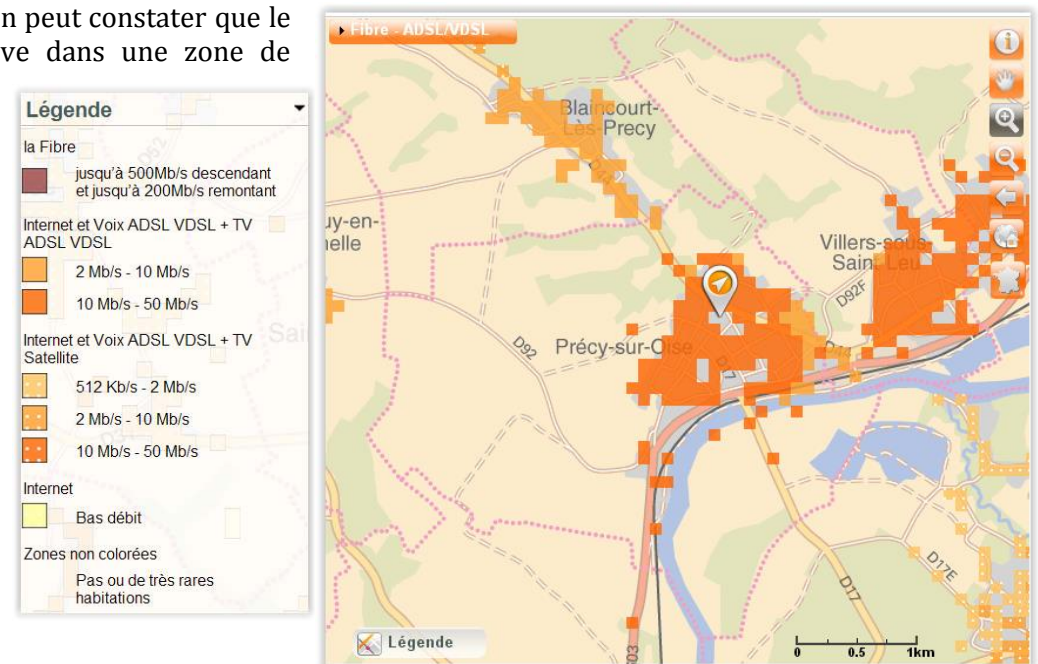 n peut constater que le
ve dans une zone de
Légende
la Fibre
jusqu'à 500Mb/s descendant
et jusqu'à 200Mb/s remontant
Internet et Voix ADSL VDSL + TV
ADSL VDSL
2 Mb/s - 10 Mb/s
10 Mb/s - 50 Mb/s
Internet et Voix ADSL VDSL + TV
Satellite
512 Kb/s - 2 Mb/s
2 Mb/s - 10 Mb/s
10 Mb/s - 50 Mb/s
Internet
Bas débit
Zones non colorées
Pas ou de très rares
habitations
Fibre - ADSL/VDSL
Blaincourt-
Lès-Precy
D44
uy-en-
elle
Villers-sous-
Saint Leu
D92F
D92
Précy-sur-Oise
D44
D17
D17E
D17
Légende
0 0.5 1km